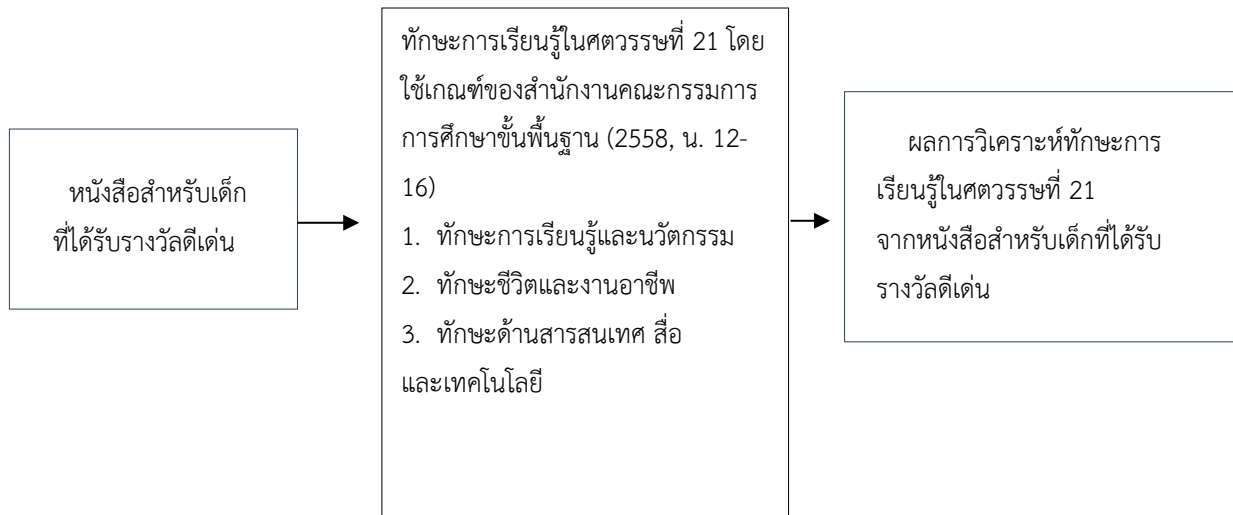 หนังสือสำหรับเด็ก
ที่ได้รับรางวัลดีเด่น
ทักษะการเรียนรู้ในศตวรรษที่ 21 โดย
ใช้เกณฑ์ของสำนักงานคณะกรรมการ
การศึกษาขั้นพื้นฐาน (2558, น. 12-
16)
1. ทักษะการเรียนรู้และนวัตกรรม
2. ทักษะชีวิตและงานอาชีพ
3. ทักษะด้านสารสนเทศ สื่อ
และเทคโนโลยี
ผลการวิเคราะห์ทักษะการ
เรียนรู้ในศตวรรษที่ 21
จากหนังสือสำหรับเด็กที่ได้รับ
รางวัลดีเด่น